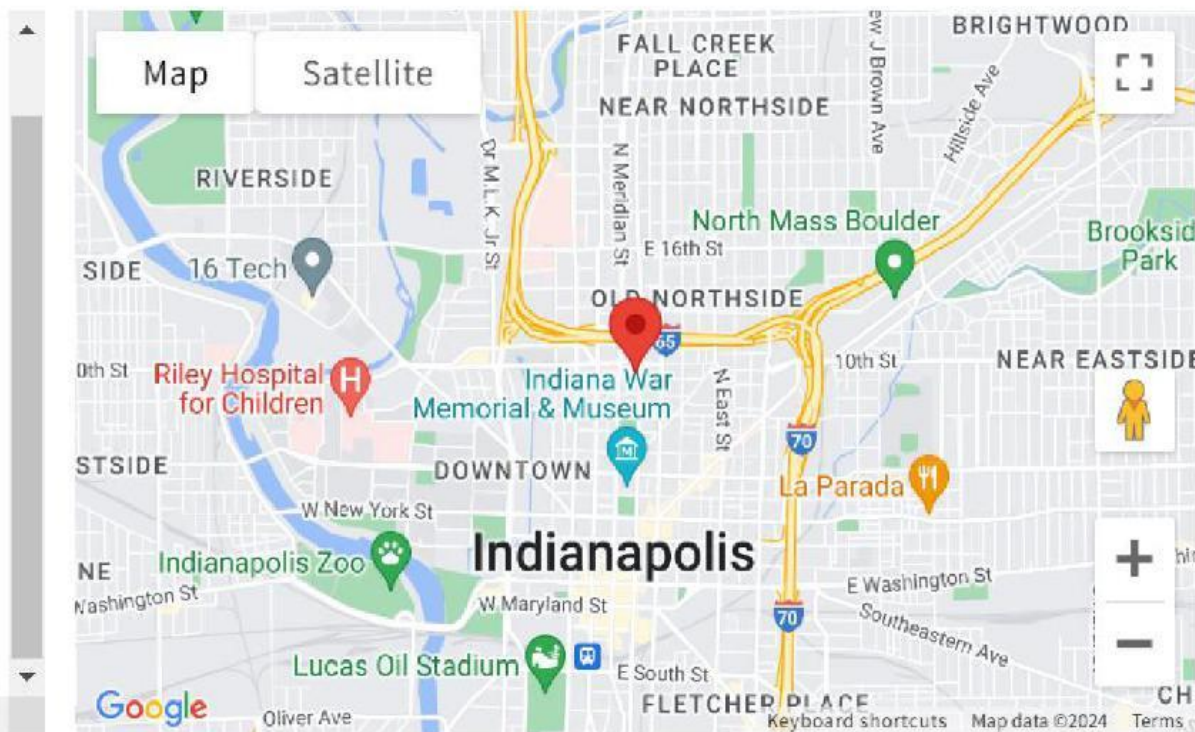 BRIGHTWOOD
Map
Satellite
FALL CREEK
PLACE
NEAR NORTHSIDE
ew J Brown Ave
Hillside Ave
RIVERSIDE
Dr M.L.K. Jr St
N Meridian St
North Mass Boulder
E 16th St
Brooksid
Park
SIDE
16 Tech
OLD NORTHSIDE
65
10th St
NEAR EASTSIDE
0th St
Riley Hospital
for Children
H
Indiana War
Memorial & Museum
N East St
M
70
STSIDE
DOWNTOWN
La Parada
W New York St
Indianapolis
Indianapolis Zoo
NE
Washington St
E Washington St
hin
W Maryland St
70
Southeastern Ave
Lucas Oil Stadium
E South St
FLETCHER PLACE
CH
Google
Oliver Ave
Keyboard shortcuts
Map data ©2024
Terms